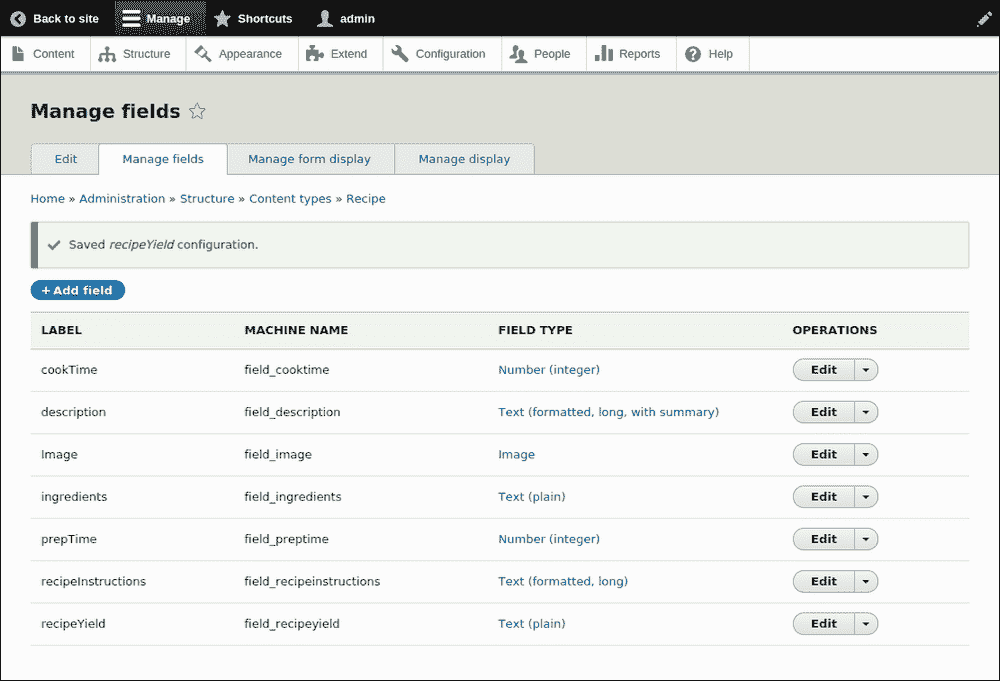 Back to site Manage Shortcuts admin
Content Structure Appearance Extend Configuration People Reports Help
Manage fields
Edit Manage fields Manage form display Manage display
Home » Administration » Structure » Content types » Recipe
Saved recipeYield configuration.
+ Add field
LABEL MACHINE NAME FIELD TYPE OPERATIONS
cookTime field_cooktime Number (integer) Edit
description field_description Text (formatted, long, with summary) Edit
Image field_image Image Edit
ingredients field_ingredients Text (plain) Edit
prepTime field_preptime Number (integer) Edit
recipeInstructions field_recipeinstructions Text (formatted, long) Edit
recipeYield field_recipeyield Text (plain) Edit